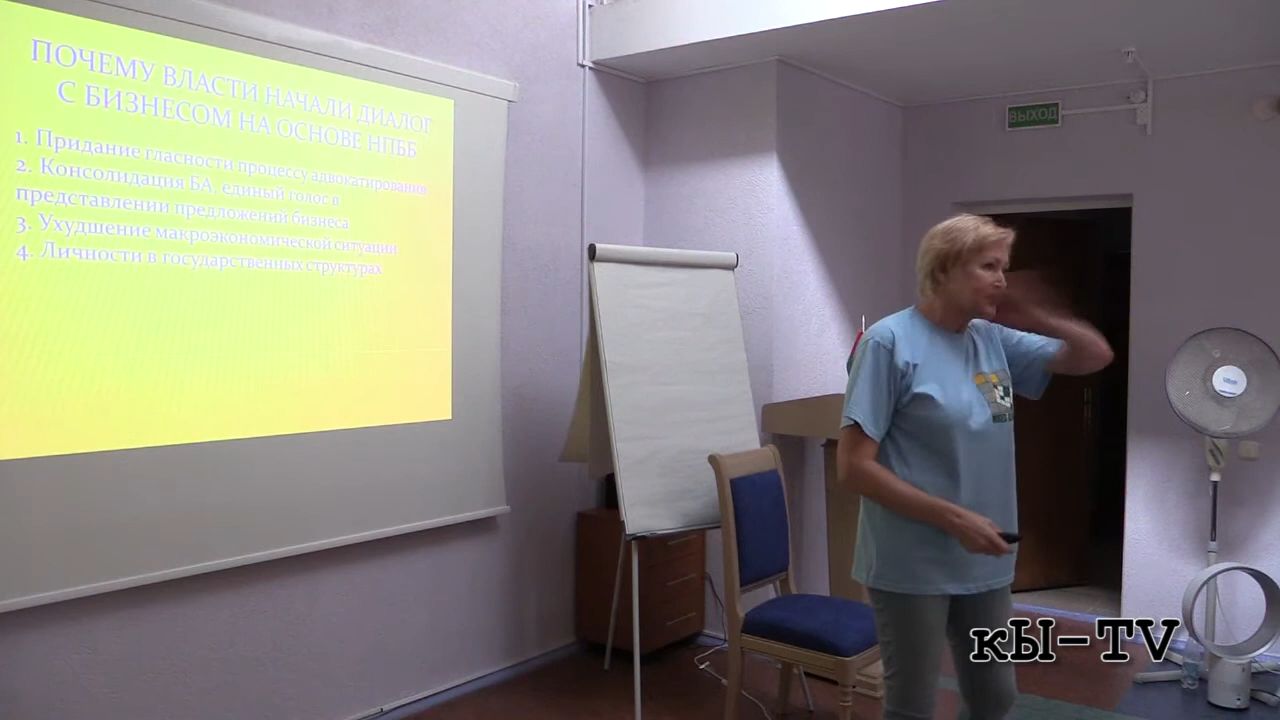 ПОЧЕМУ ВЛАСТИ НАЧАЛИ ДИАЛОГ
С БИЗНЕСОМ НА ОСНОВЕ НПББ
1. Придание гласности процессу адвокатирования
2. Консолидация БА, единый голос в
представлении предложений бизнеса
3. Ухудшение макроэкономической ситуации
4. Личности в государственных структурах
ВЫХОД
кЫ-TV